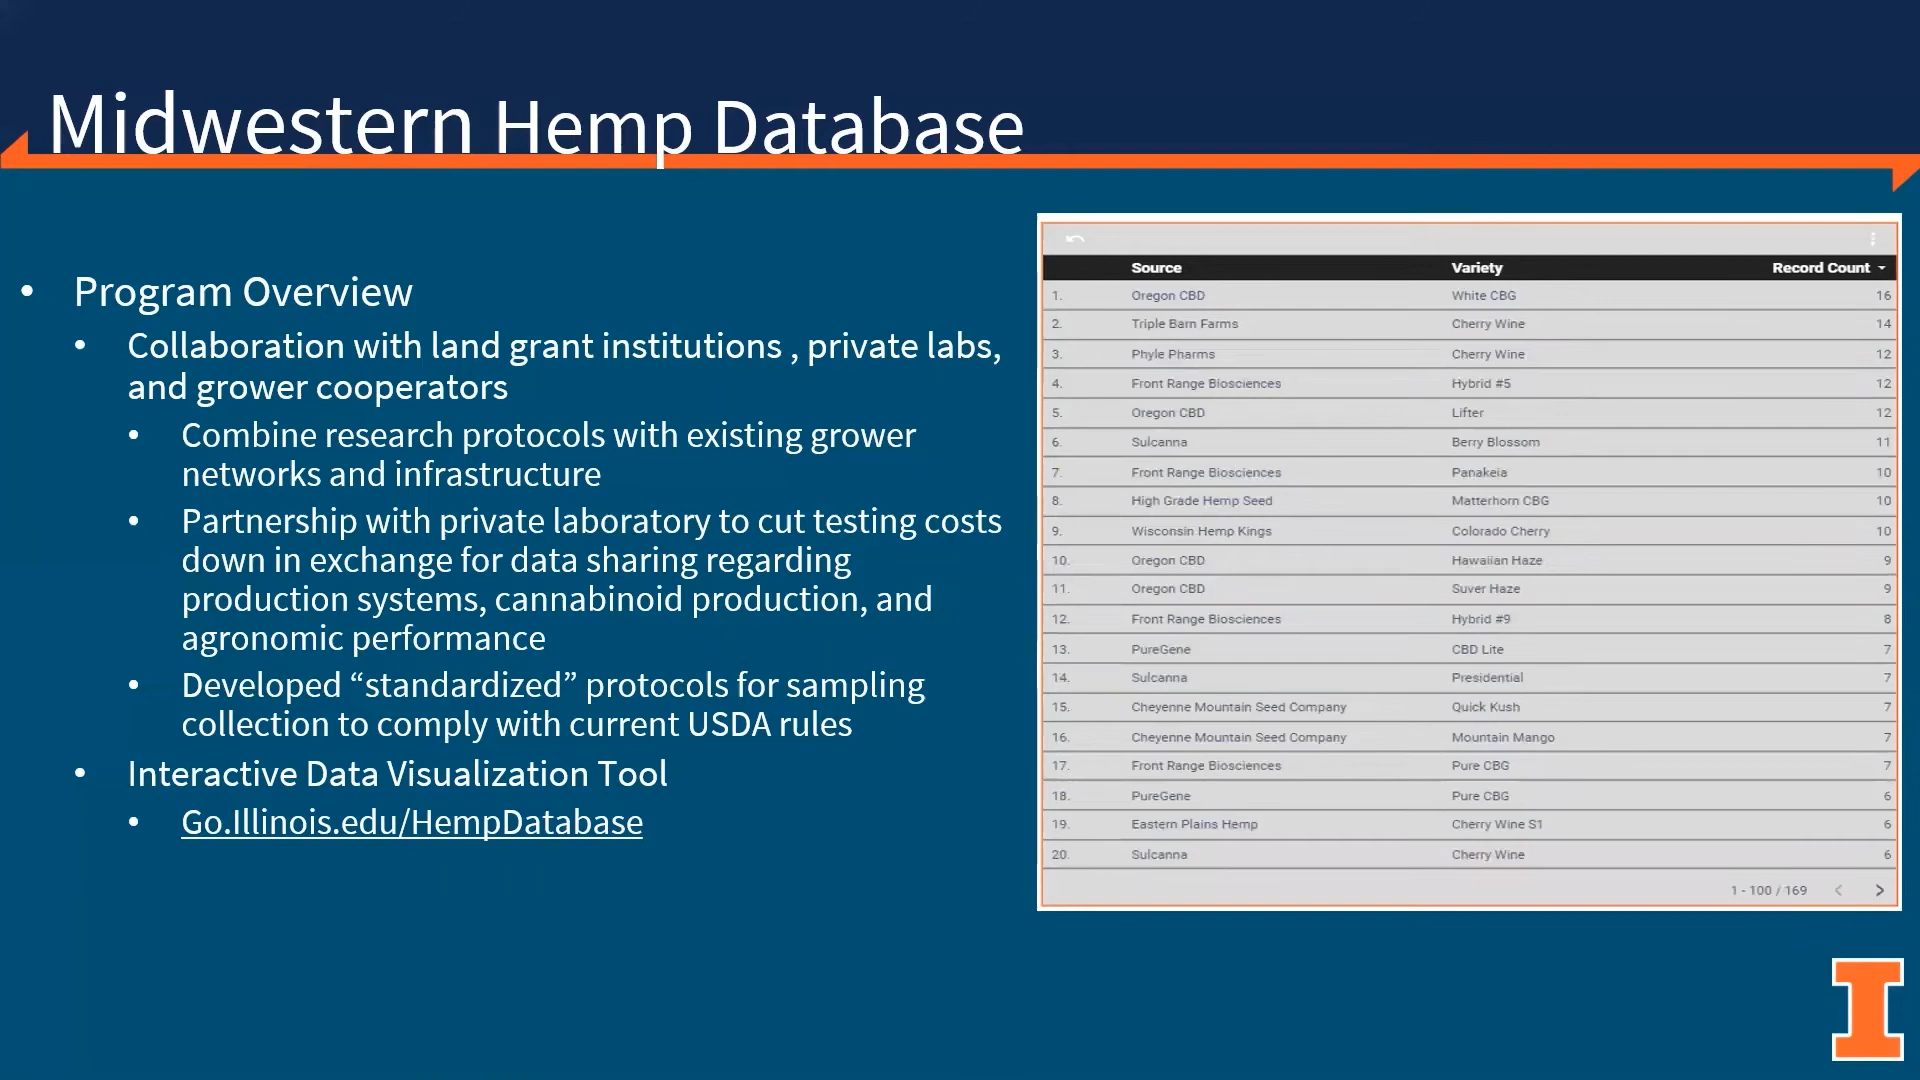 Midwestern Hemp Database
• Program Overview
• Collaboration with land grant institutions , private labs,
and grower cooperators
• Combine research protocols with existing grower
networks and infrastructure
• Partnership with private laboratory to cut testing costs
down in exchange for data sharing regarding
production systems, cannabinoid production, and
agronomic performance
• Developed “standardized” protocols for sampling
collection to comply with current USDA rules
• Interactive Data Visualization Tool
• Go.Illinois.edu/HempDatabase
Source Variety Record Count
1. Oregon CBD White CBG 16
2. Triple Barn Farms Cherry Wine 14
3. Phyle Pharms Cherry Wine 12
4. Front Range Biosciences Hybrid #5 12
5. Oregon CBD Lifter 12
6. Sulcanna Berry Blossom 11
7. Front Range Biosciences Panakeia 10
8. High Grade Hemp Seed Matterhorn CBG 10
9. Wisconsin Hemp Kings Colorado Cherry 10
10. Oregon CBD Hawaiian Haze 9
11. Oregon CBD Suver Haze 9
12. Front Range Biosciences Hybrid #9 8
13. PureGene CBD Lite 7
14. Sulcanna Presidential 7
15. Cheyenne Mountain Seed Company Quick Kush 7
16. Cheyenne Mountain Seed Company Mountain Mango 7
17. Front Range Biosciences Pure CBG 7
18. PureGene Pure CBG 6
19. Eastern Plains Hemp Cherry Wine S1 6
20. Sulcanna Cherry Wine 6
1 - 100 / 169 < >
I